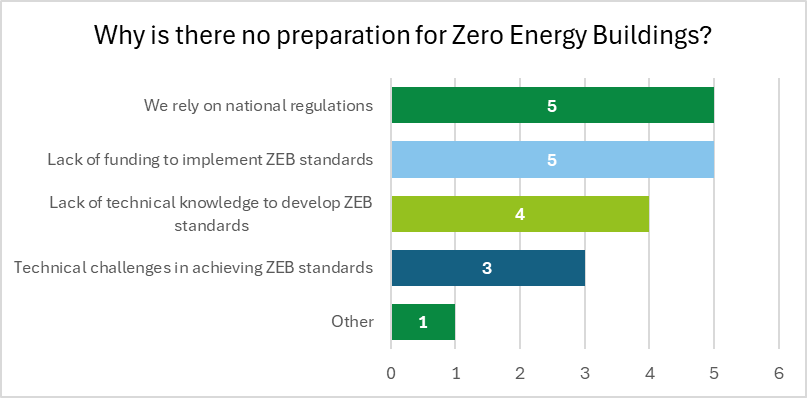 Why is there no preparation for Zero Energy Buildings?
We rely on national regulations
5
Lack of funding to implement ZEB standards
5
Lack of technical knowledge to develop ZEB
standards
4
Technical challenges in achieving ZEB standards
3
Other
1
0 1 2 3 4 5 6